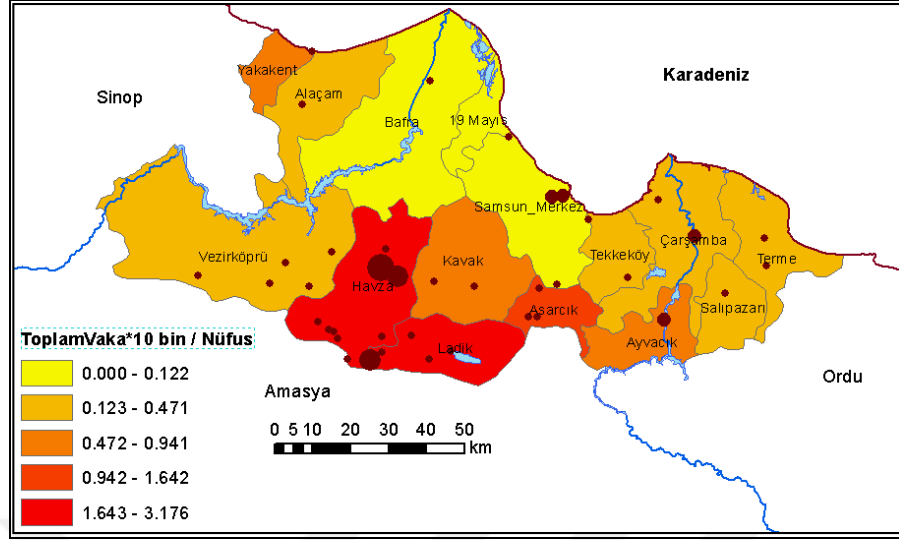 Karadeniz
Sinop
Yakakent
Alaçam
Bafra
19 Mayıs
Samsun_Merkez
Vezirköprü
Havza
Kavak
Tekkeköy
Çarşamba
Terme
Salıpazarı
Asarcık
Ladik
Ayvacık
Amasya
Ordu
ToplamVaka*10 bin / Nüfus
0.000 - 0.122
0.123 - 0.471
0.472 - 0.941
0.942 - 1.642
1.643 - 3.176
0 5 10 20 30 40 50
km